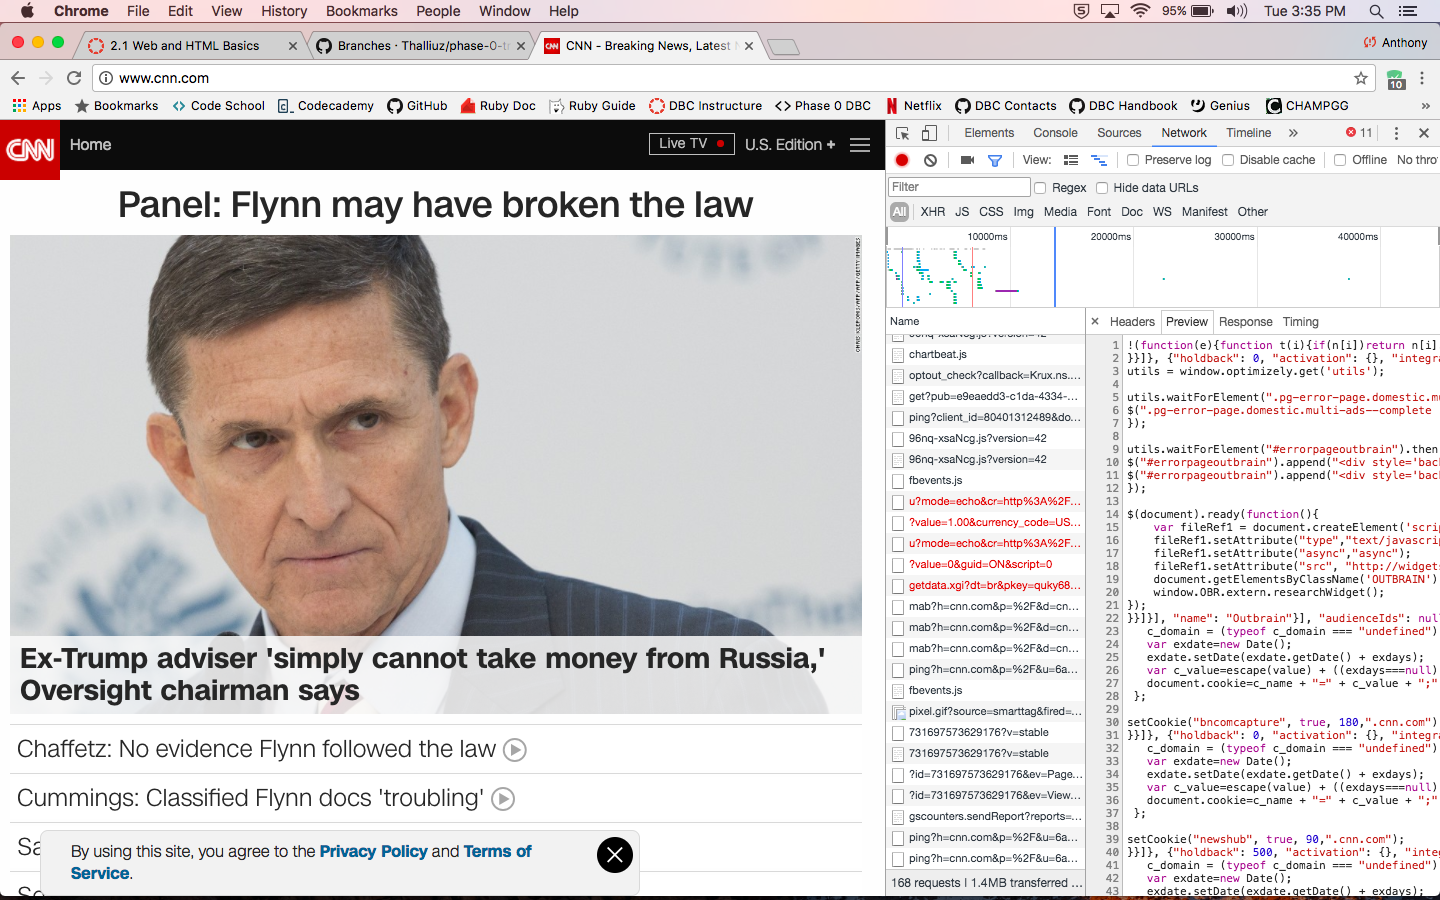 Chrome File Edit View History Bookmarks People Window Help 95% Tue 3:35 PM
2.1 Web and HTML Basics Branches · Thalliuz/phase-0-tr CNN - Breaking News, Latest N Anthony
www.cnn.com 10
Apps Bookmarks Code School Codecademy GitHub Ruby Doc Ruby Guide DBC Instructure Phase 0 DBC Netflix DBC Contacts DBC Handbook Genius CHAMPGG »
CNN Home Live TV U.S. Edition +
Panel: Flynn may have broken the law
Ex-Trump adviser 'simply cannot take money from Russia,'
Oversight chairman says
Chaffetz: No evidence Flynn followed the law
Cummings: Classified Flynn docs 'troubling'
Sa
By using this site, you agree to the Privacy Policy and Terms of
Service.
Elements Console Sources Network Timeline » 11
View: Preserve log Disable cache Offline No thro
Filter Regex Hide data URLs
All XHR JS CSS Img Media Font Doc WS Manifest Other
10000ms 20000ms 30000ms 40000ms
Name
chartbeat.js
optout_check?callback=Krux.ns....
get?pub=e9eaedd3-c1da-4334-...
ping?client_id=80401312489&do...
96nq-xsaNcg.js?version=42
96nq-xsaNcg.js?version=42
fbevents.js
u?mode=echo&cr=http%3A%2F...
?value=1.00&currency_code=US...
u?mode=echo&cr=http%3A%2F...
?value=0&guid=ON&script=0
getdata.xgi?dt=br&pkey=quky68...
mab?h=cnn.com&p=%2F&d=cn...
mab?h=cnn.com&p=%2F&d=cn...
mab?h=cnn.com&p=%2F&d=cn...
ping?h=cnn.com&p=%2F&u=6a...
fbevents.js
pixel.gif?source=smarttag&fired=...
731697573629176?v=stable
731697573629176?v=stable
?id=731697573629176&ev=Page...
?id=731697573629176&ev=View...
gscounters.sendReport?reports=...
ping?h=cnn.com&p=%2F&u=6a...
ping?h=cnn.com&p=%2F&u=6a...
168 requests | 1.4MB transferred ...
× Headers Preview Response Timing
1 !(function(e){function t(i){if(n[i])return n[i]
2 }}]]}, {"holdback": 0, "activation": {}, "integra
3 utils = window.optimizely.get('utils');
4
5 utils.waitForElement(".pg-error-page.domestic.mu
6 $(".pg-error-page.domestic.multi-ads--complete
7 });
8
9 utils.waitForElement("#errorpageoutbrain").then
10 $("#errorpageoutbrain").append("<div style='bac
11 $("#errorpageoutbrain").append("<div style='bac
12 });
13
14 $(document).ready(function(){
15 var fileRef1 = document.createElement('scrip
16 fileRef1.setAttribute("type","text/javascrip
17 fileRef1.setAttribute("async","async");
18 fileRef1.setAttribute("src", "http://widgets
19 document.getElementsByClassName('OUTBRAIN')
20 window.OBR.extern.researchWidget();
21 });
22 }}]}], "name": "Outbrain"}], "audienceIds": null
23 c_domain = (typeof c_domain === "undefined")
24 var exdate=new Date();
25 exdate.setDate(exdate.getDate() + exdays);
26 var c_value=escape(value) + ((exdays===null)
27 document.cookie=c_name + "=" + c_value + ";"
28 };
29
30 setCookie("bncomcapture", true, 180,".cnn.com")
31 }}]}, {"holdback": 0, "activation": {}, "integra
32 c_domain = (typeof c_domain === "undefined")
33 var exdate=new Date();
34 exdate.setDate(exdate.getDate() + exdays);
35 var c_value=escape(value) + ((exdays===null)
36 document.cookie=c_name + "=" + c_value + ";"
37 };
38
39 setCookie("newshub", true, 90,".cnn.com");
40 }}]}, {"holdback": 500, "activation": {}, "integ
41 c_domain = (typeof c_domain === "undefined")
42 var exdate=new Date();
43 exdate.setDate(exdate.getDate() + exdays);